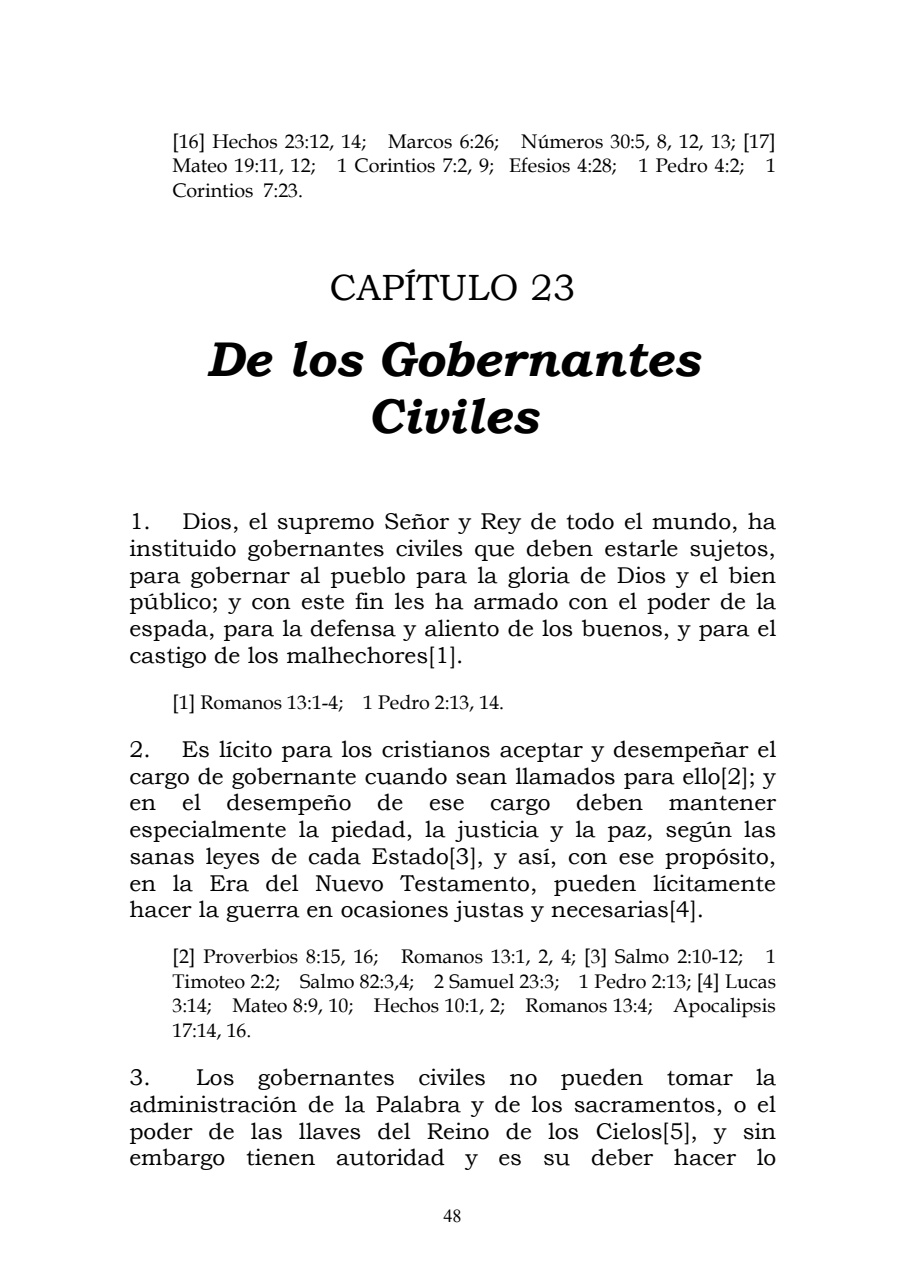 [16] Hechos 23:12, 14; Marcos 6:26; Números 30:5, 8, 12, 13; [17]
Mateo 19:11, 12; 1 Corintios 7:2, 9; Efesios 4:28; 1 Pedro 4:2; 1
Corintios 7:23.
CAPÍTULO 23
De los Gobernantes
Civiles
1. Dios, el supremo Señor y Rey de todo el mundo, ha
instituido gobernantes civiles que deben estarle sujetos,
para gobernar al pueblo para la gloria de Dios y el bien
público; y con este fin les ha armado con el poder de la
espada, para la defensa y aliento de los buenos, y para el
castigo de los malhechores[1].
[1] Romanos 13:1-4; 1 Pedro 2:13, 14.
2. Es lícito para los cristianos aceptar y desempeñar el
cargo de gobernante cuando sean llamados para ello[2]; y
en el desempeño de ese cargo deben mantener
especialmente la piedad, la justicia y la paz, según las
sanas leyes de cada Estado[3], y así, con ese propósito,
en la Era del Nuevo Testamento, pueden lícitamente
hacer la guerra en ocasiones justas y necesarias[4].
[2] Proverbios 8:15, 16; Romanos 13:1, 2, 4; [3] Salmo 2:10-12; 1
Timoteo 2:2; Salmo 82:3,4; 2 Samuel 23:3; 1 Pedro 2:13; [4] Lucas
3:14; Mateo 8:9, 10; Hechos 10:1, 2; Romanos 13:4; Apocalipsis
17:14, 16.
3. Los gobernantes civiles no pueden tomar la
administración de la Palabra y de los sacramentos, o el
poder de las llaves del Reino de los Cielos[5], y sin
embargo tienen autoridad y es su deber hacer lo
48